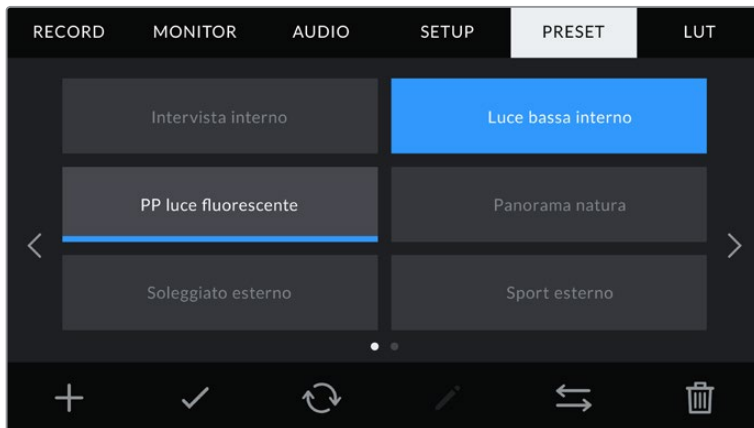 RECORD MONITOR AUDIO SETUP PRESET LUT
Intervista interno Luce bassa interno
PP luce fluorescente Panorama natura
Soleggiato esterno Sport esterno